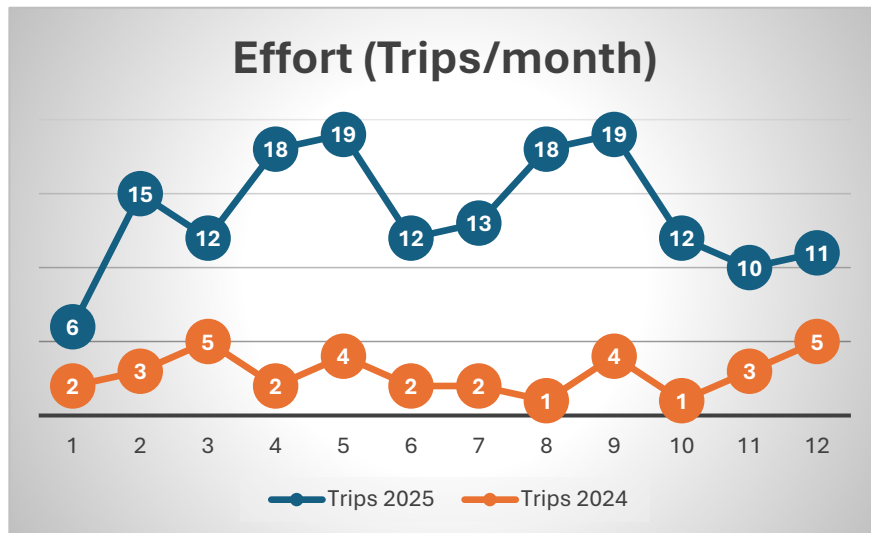 Effort (Trips/month)
6 15 12 18 19 12 13 18 19 12 10 11
2 3 5 2 4 2 2 1 4 1 3 5
1 2 3 4 5 6 7 8 9 10 11 12
Trips 2025 Trips 2024